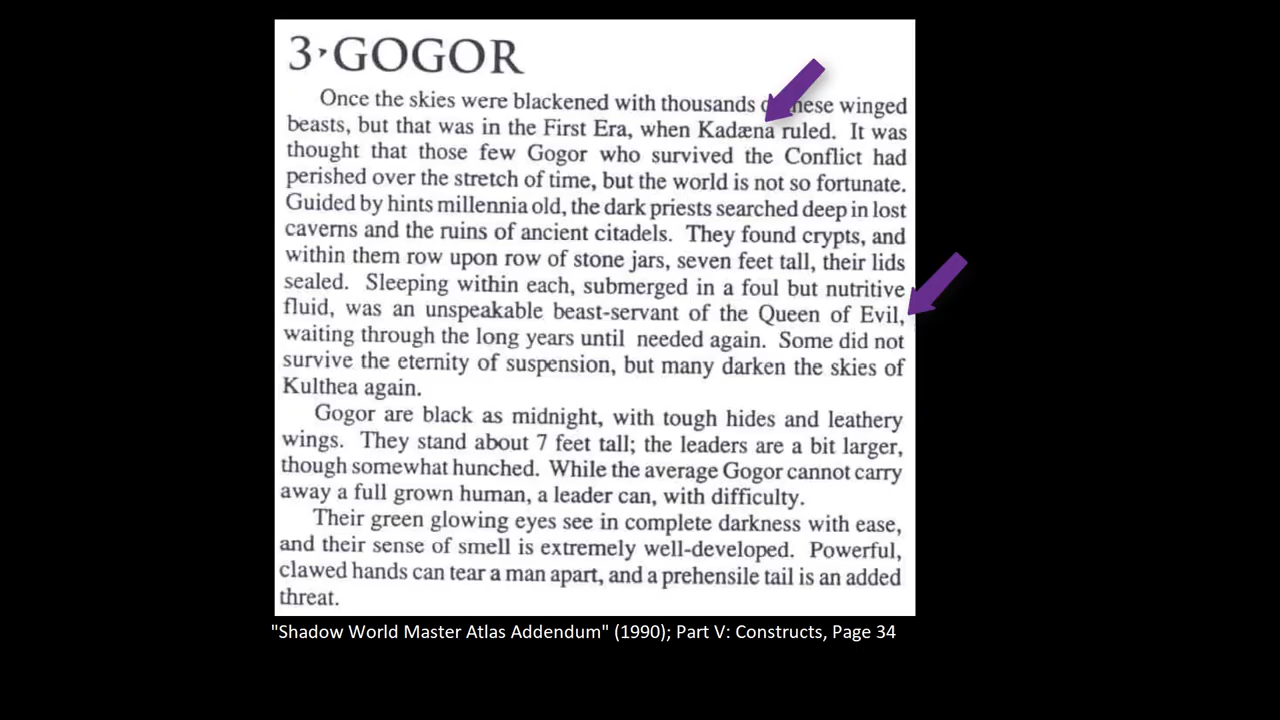 3·GOGOR
Once the skies were blackened with thousands these winged
beasts, but that was in the First Era, when Kadæna ruled. It was
thought that those few Gogor who survived the Conflict had
perished over the stretch of time, but the world is not so fortunate.
Guided by hints millennia old, the dark priests searched deep in lost
caverns and the ruins of ancient citadels. They found crypts, and
within them row upon row of stone jars, seven feet tall, their lids
sealed. Sleeping within each, submerged in a foul but nutritive
fluid, was an unspeakable beast-servant of the Queen of Evil,
waiting through the long years until needed again. Some did not
survive the eternity of suspension, but many darken the skies of
Kulthea again.
Gogor are black as midnight, with tough hides and leathery
wings. They stand about 7 feet tall; the leaders are a bit larger,
though somewhat hunched. While the average Gogor cannot carry
away a full grown human, a leader can, with difficulty.
Their green glowing eyes see in complete darkness with ease,
and their sense of smell is extremely well-developed. Powerful,
clawed hands can tear a man apart, and a prehensile tail is an added
threat.
"Shadow World Master Atlas Addendum" (1990); Part V: Constructs, Page 34